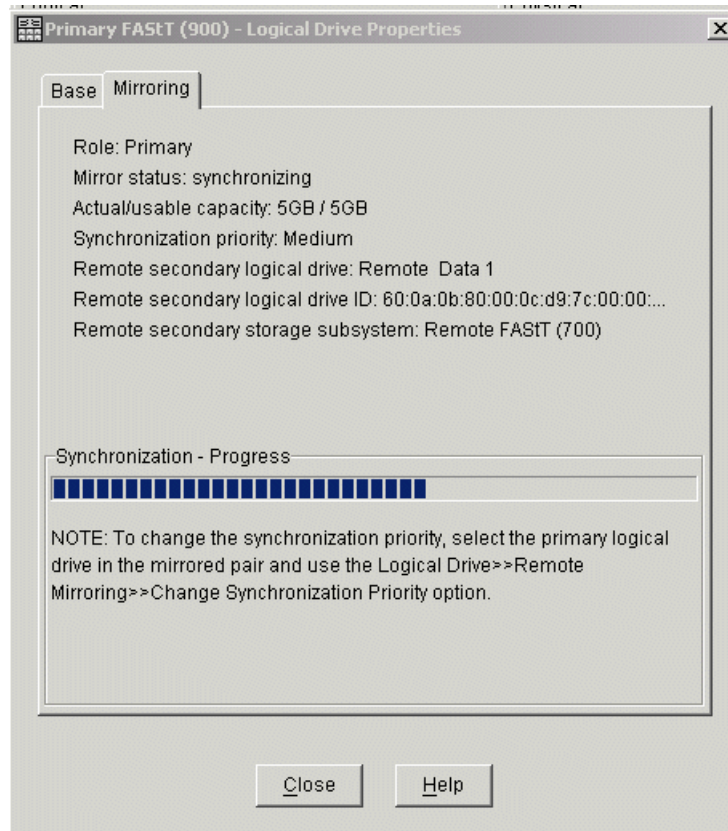 Primary FAStT (900) - Logical Drive Properties
Base
Mirroring
Role: Primary
Mirror status: synchronizing
Actual/usable capacity: 5GB / 5GB
Synchronization priority: Medium
Remote secondary logical drive: Remote Data 1
Remote secondary logical drive ID: 60:0a:0b:80:00:0c:d9:7c:00:00:...
Remote secondary storage subsystem: Remote FAStT (700)
Synchronization - Progress
NOTE: To change the synchronization priority, select the primary logical
drive in the mirrored pair and use the Logical Drive>>Remote
Mirroring>>Change Synchronization Priority option.
Close
Help